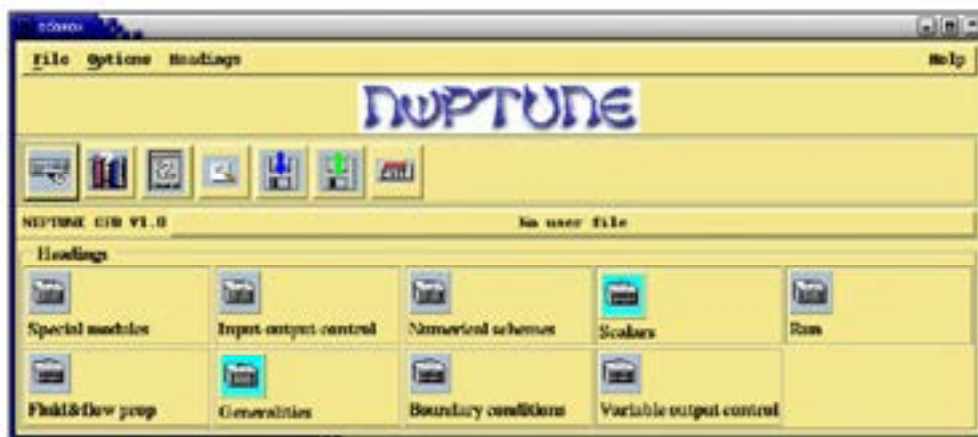 File Options Headings Help
NEPTUNE
NEPTUNE CFD V1.0 No user file
Headings
Special modules Input-output control Numerical schemes Scalars Run
Fluid&flow prop Generalities Boundary conditions Variable output control